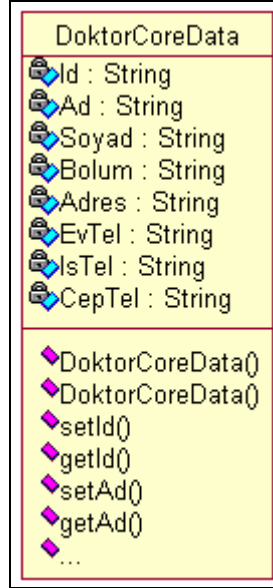 DoktorCoreData
Id : String
Ad : String
Soyad : String
Bolum : String
Adres : String
EvTel : String
IsTel : String
CepTel : String
DoktorCoreData()
DoktorCoreData()
setId()
getId()
setAd()
getAd()
...